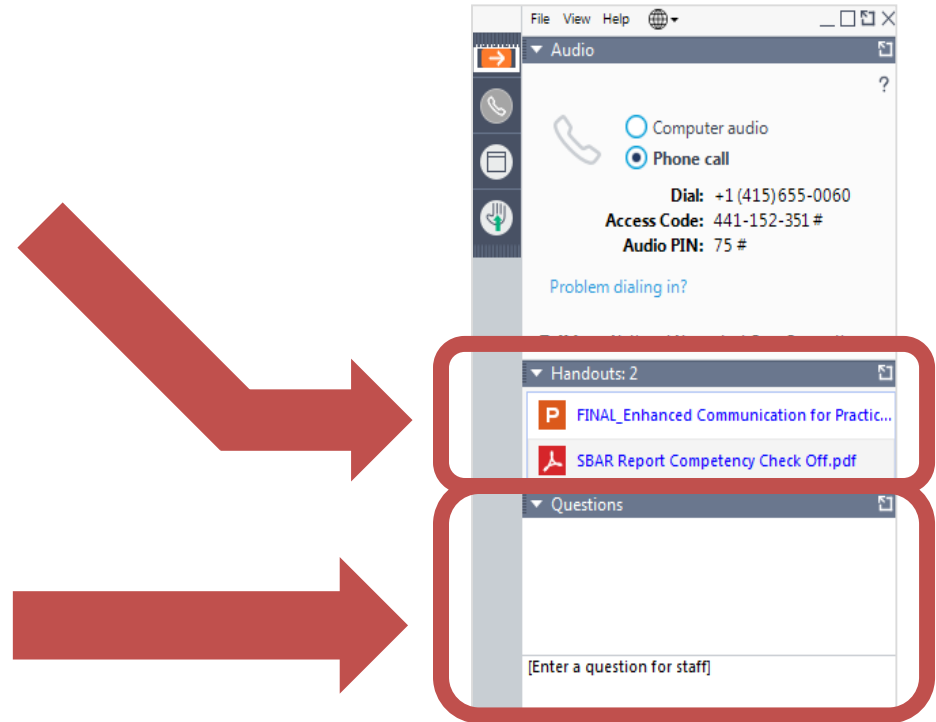 File View Help
Audio
?
Computer audio
Phone call
Dial: +1 (415) 655-0060
Access Code: 441-152-351 #
Audio PIN: 75 #
Problem dialing in?
Handouts: 2
P FINAL_Enhanced Communication for Practic...
SBAR Report Competency Check Off.pdf
Questions
[Enter a question for staff]